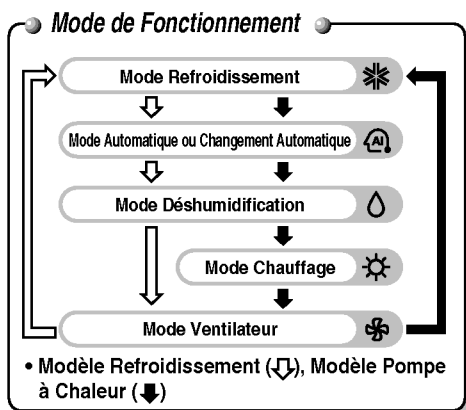 Mode de Fonctionnement
Mode Refroidissement
Mode Automatique ou Changement Automatique
AI
Mode Déshumidification
Mode Chauffage
Mode Ventilateur
• Modèle Refroidissement (⇩), Modèle Pompe
à Chaleur (⬇)